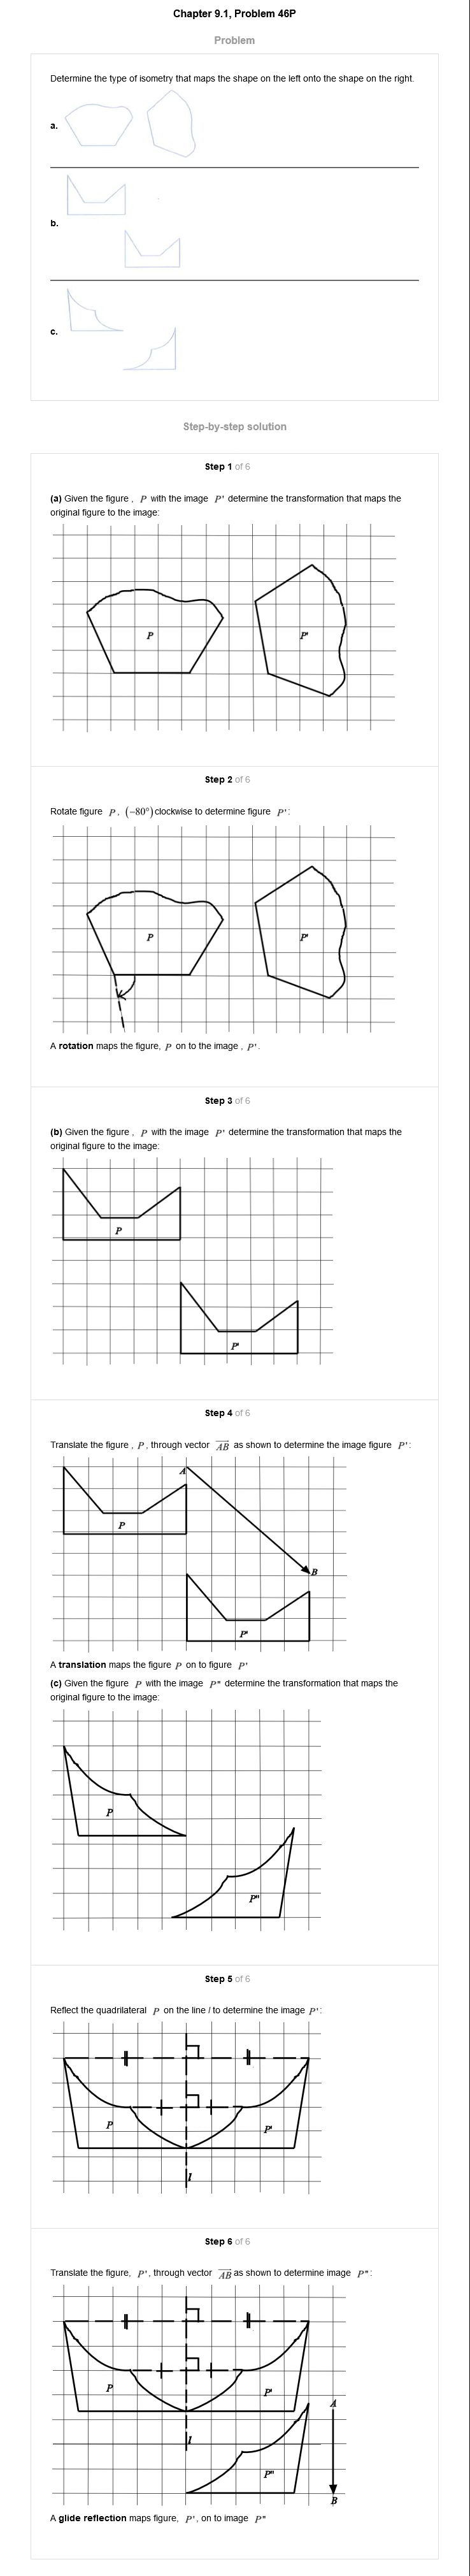 Chapter 9.1, Problem 46P
Problem
Determine the type of isometry that maps the shape on the left onto the shape on the right.
a.
b.
c.
Step-by-step solution
Step 1 of 6
(a) Given the figure , P with the image P' determine the transformation that maps the
original figure to the image:
P
P'
Step 2 of 6
Rotate figure P, (−80°) clockwise to determine figure P':
P
P'
A rotation maps the figure, P on to the image , P'.
Step 3 of 6
(b) Given the figure , P with the image P' determine the transformation that maps the
original figure to the image:
P
P'
Step 4 of 6
Translate the figure , P, through vector AB as shown to determine the image figure P':
A
P
B
P'
A translation maps the figure P on to figure P'
(c) Given the figure P with the image P" determine the transformation that maps the
original figure to the image:
P
P"
Step 5 of 6
Reflect the quadrilateral P on the line l to determine the image P':
P
P'
l
Step 6 of 6
Translate the figure, P', through vector AB as shown to determine image P":
P
P'
A
l
P"
B
A glide reflection maps figure, P', on to image P"